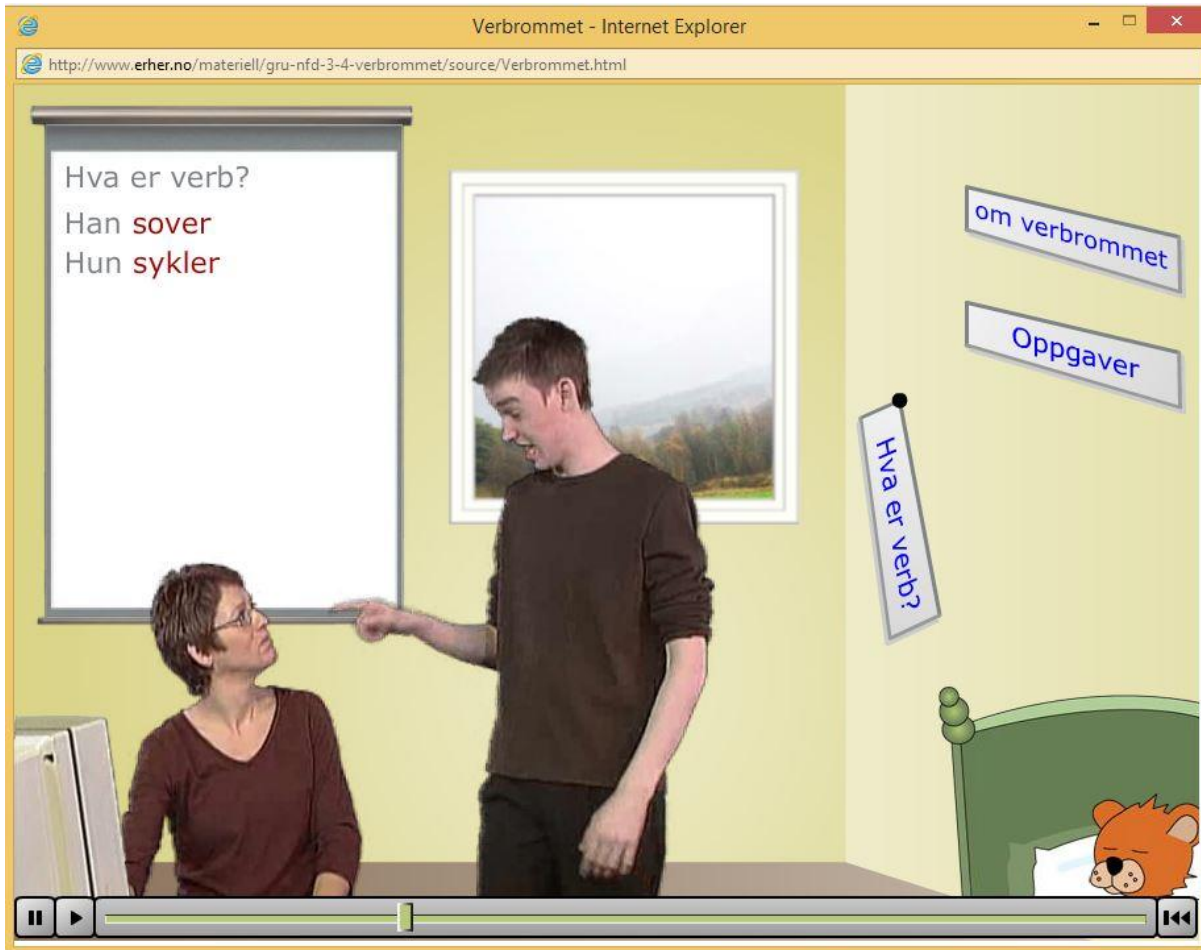 Verbrommet - Internet Explorer
http://www.erher.no/materiell/gru-nfd-3-4-verbrommet/source/Verbrommet.html
Hva er verb?
Han sover
Hun sykler
om verbrommet
Oppgaver
Hva er verb?